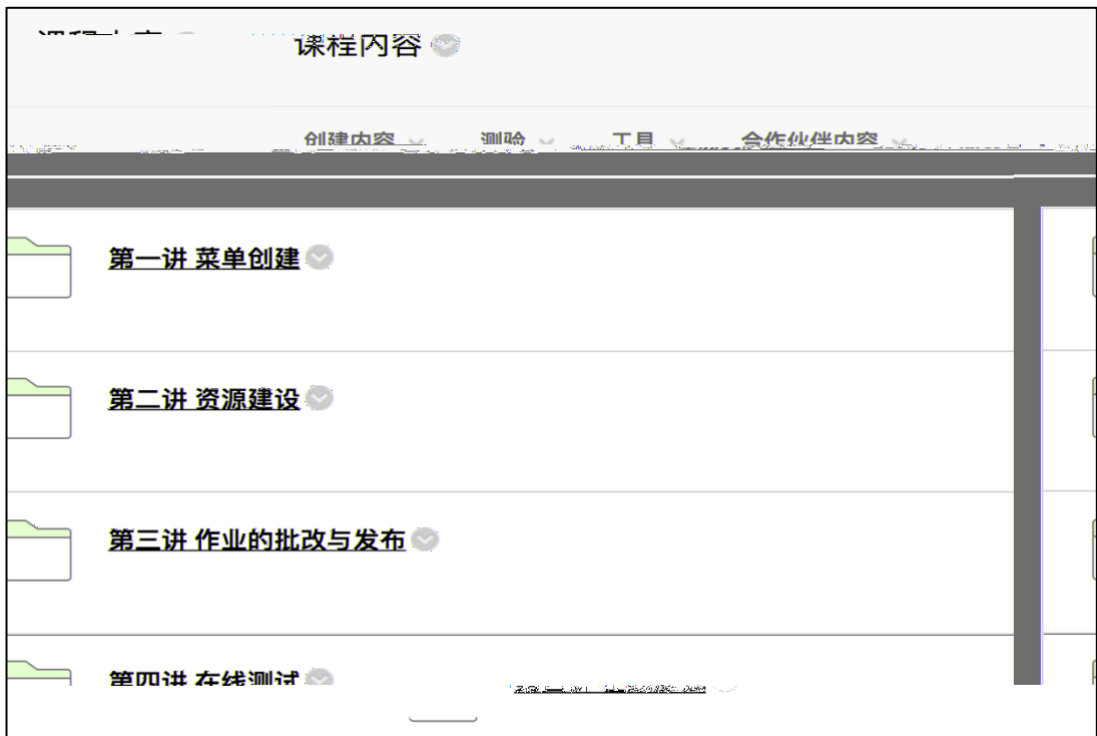 课程内容
创建内容 测验 工具 合作伙伴内容
第一讲 菜单创建
第二讲 资源建设
第三讲 作业的批改与发布
第四讲 在线测试